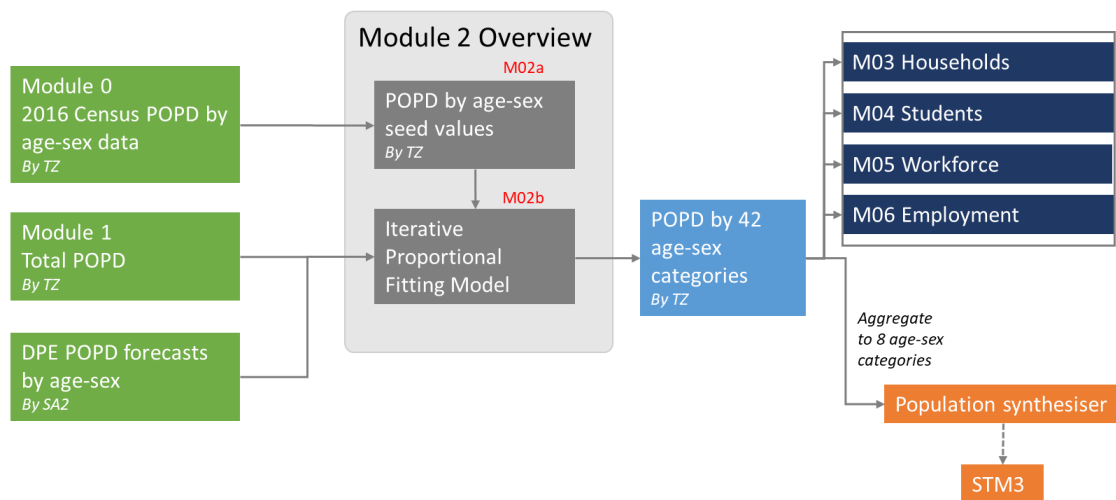 Module 2 Overview
Module 0
2016 Census POPD by
age-sex data
By TZ
M02a
POPD by age-sex
seed values
By TZ
Module 1
Total POPD
By TZ
M02b
Iterative
Proportional
Fitting Model
DPE POPD forecasts
by age-sex
By SA2
POPD by 42
age-sex
categories
By TZ
M03 Households
M04 Students
M05 Workforce
M06 Employment
Aggregate
to 8 age-sex
categories
Population synthesiser
STM3